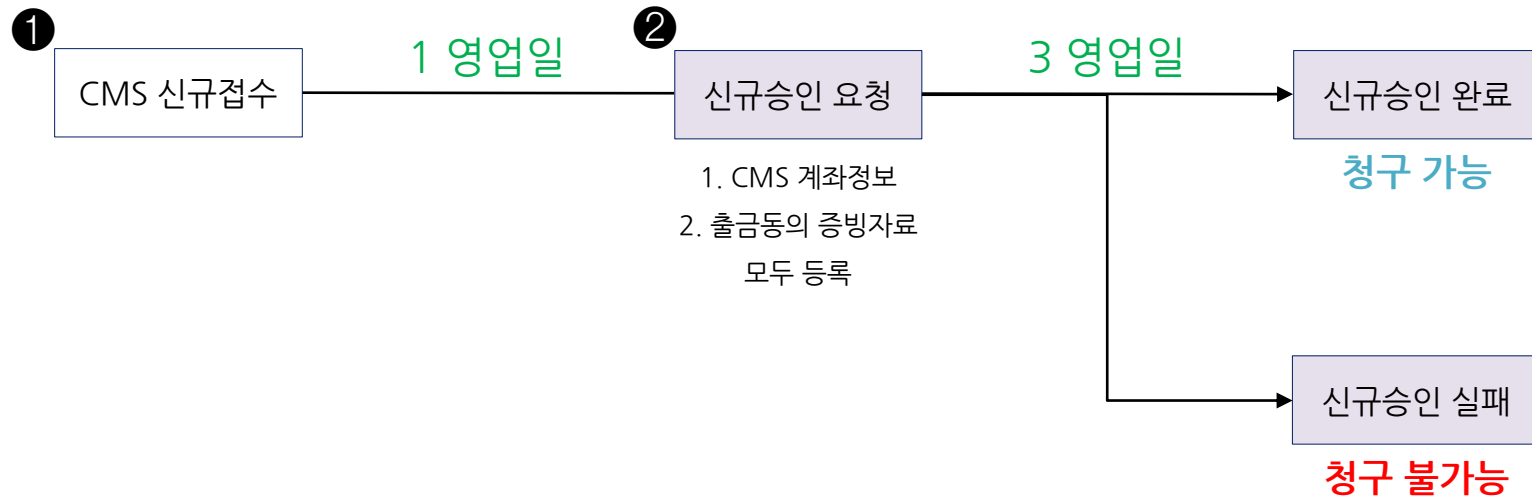 ❶
CMS 신규접수
1 영업일
❷
신규승인 요청
1. CMS 계좌정보
2. 출금동의 증빙자료
모두 등록
3 영업일
신규승인 완료
청구 가능
신규승인 실패
청구 불가능